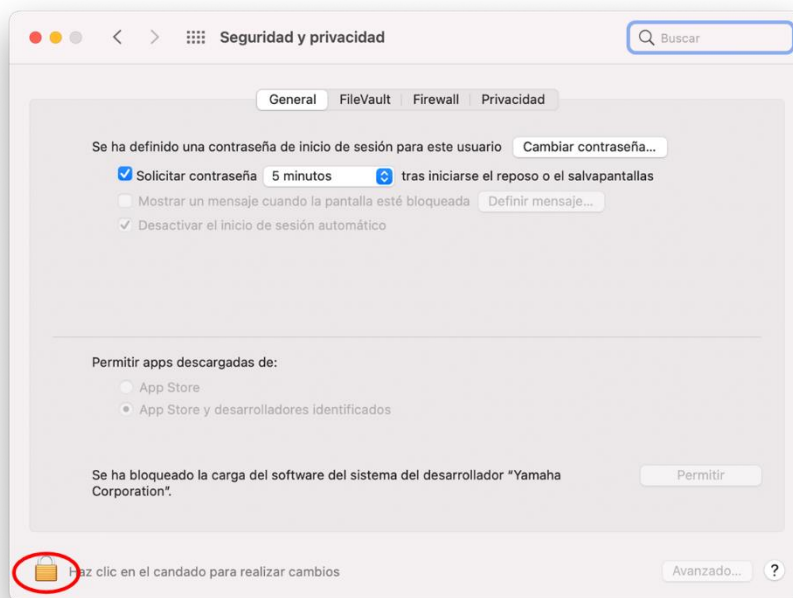 Seguridad y privacidad
Buscar
General FileVault Firewall Privacidad
Se ha definido una contraseña de inicio de sesión para este usuario Cambiar contraseña...
Solicitar contraseña 5 minutos tras iniciarse el reposo o el salvapantallas
Mostrar un mensaje cuando la pantalla esté bloqueada Definir mensaje...
Desactivar el inicio de sesión automático
Permitir apps descargadas de:
App Store
App Store y desarrolladores identificados
Se ha bloqueado la carga del software del sistema del desarrollador “Yamaha
Corporation”.
Permitir
Haz clic en el candado para realizar cambios
Avanzado... ?